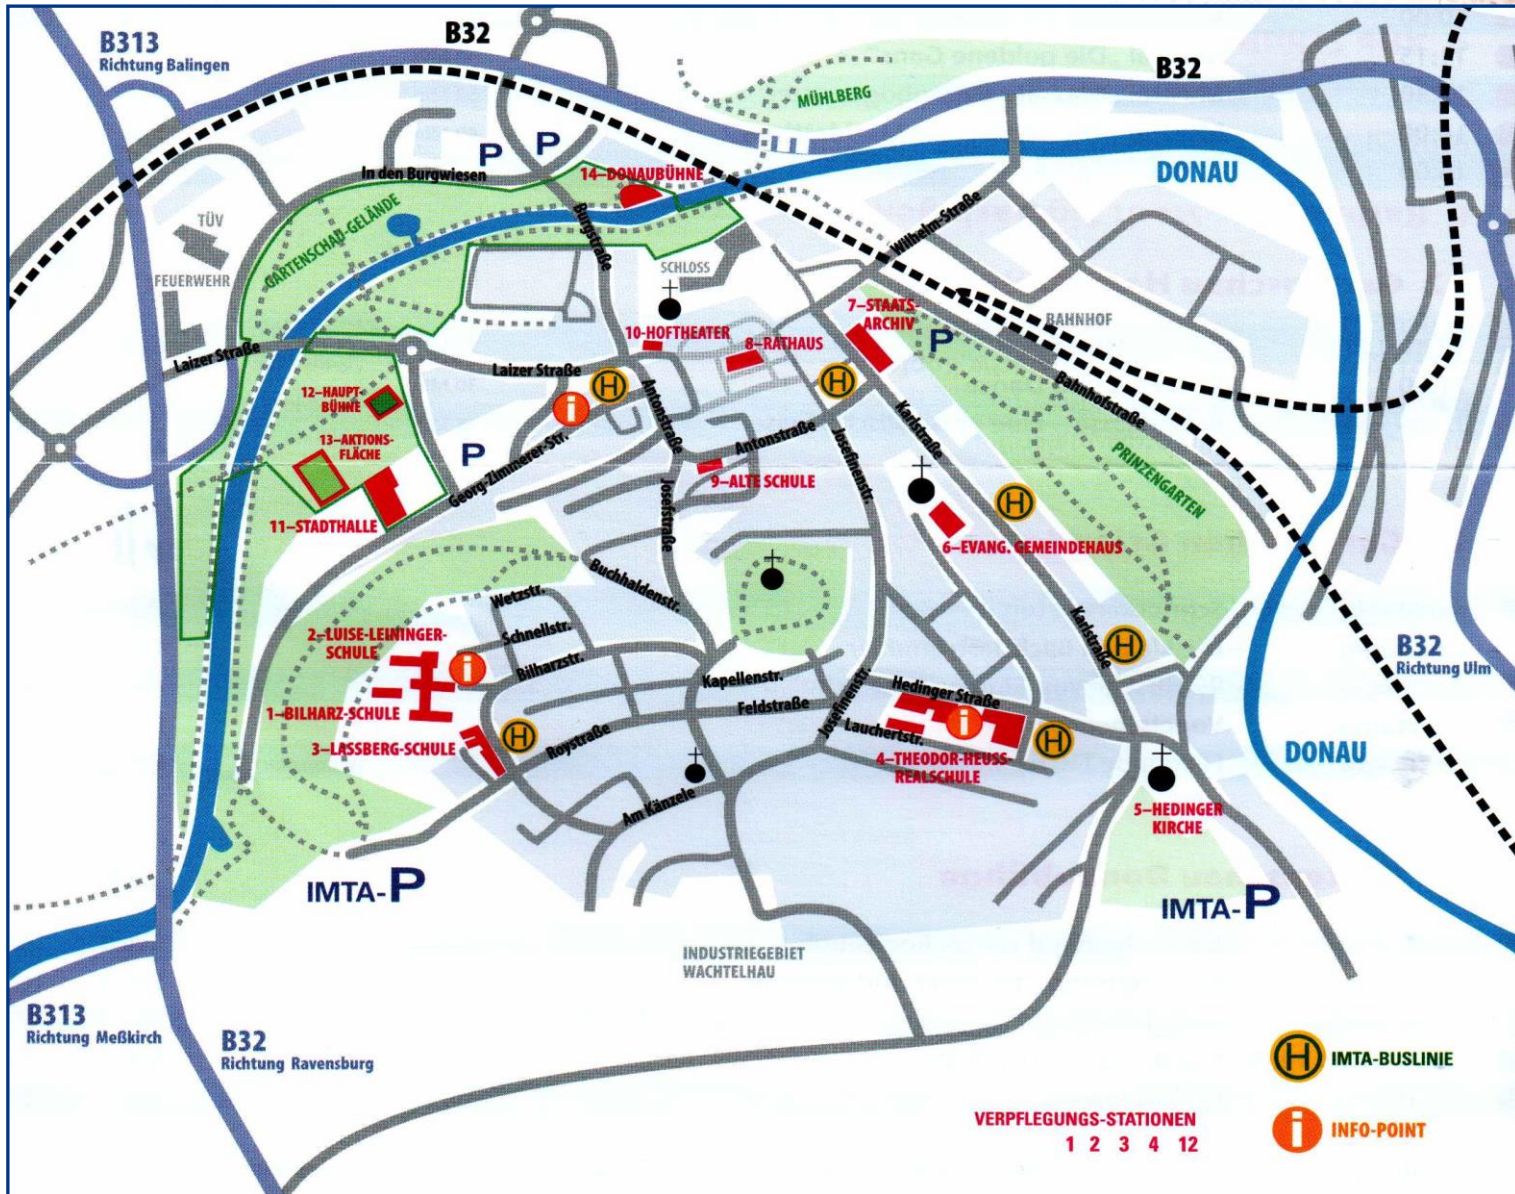 B313
Richtung Balingen
B32
B32
MÜHLBERG
DONAU
P
P
In den Burgwiesen
14–DONAUBÜHNE
TÜV
FEUERWEHR
GARTENSCHAU-GELÄNDE
Burgstraße
Wilhelm-Straße
SCHLOSS
7–STAATS-
ARCHIV
P
BAHNHOF
10-HOFTHEATER
8–RATHAUS
Laizer Straße
Laizer Straße
H
H
i
12–HAUPT-
BÜHNE
13–AKTIONS-
FLÄCHE
P
Georg-Zimmerer-Str.
Antonstraße
Antonstraße
Josefinenstr.
Karlstraße
Bahnhofstraße
PRINZENGARTEN
9–ALTE SCHULE
11–STADTHALLE
Josefstraße
H
6–EVANG. GEMEINDEHAUS
Buchhaldenstr.
Wetzstr.
Schnellstr.
Bilharzstr.
2–LUISE-LEININGER-
SCHULE
i
1–BILHARZ-SCHULE
3–LASSBERG-SCHULE
H
Roystraße
Kapellenstr.
Feldstraße
Josefinenstr.
Hedinger Straße
Karlstraße
H
B32
Richtung Ulm
Lauchertstr.
i
H
4–THEODOR-HEUSS-
REALSCHULE
DONAU
5–HEDINGER
KIRCHE
Am Känzele
IMTA-P
IMTA-P
INDUSTRIEGEBIET
WACHTELHAU
B313
Richtung Meßkirch
B32
Richtung Ravensburg
H IMTA-BUSLINIE
i INFO-POINT
VERPFLEGUNGS-STATIONEN
1 2 3 4 12